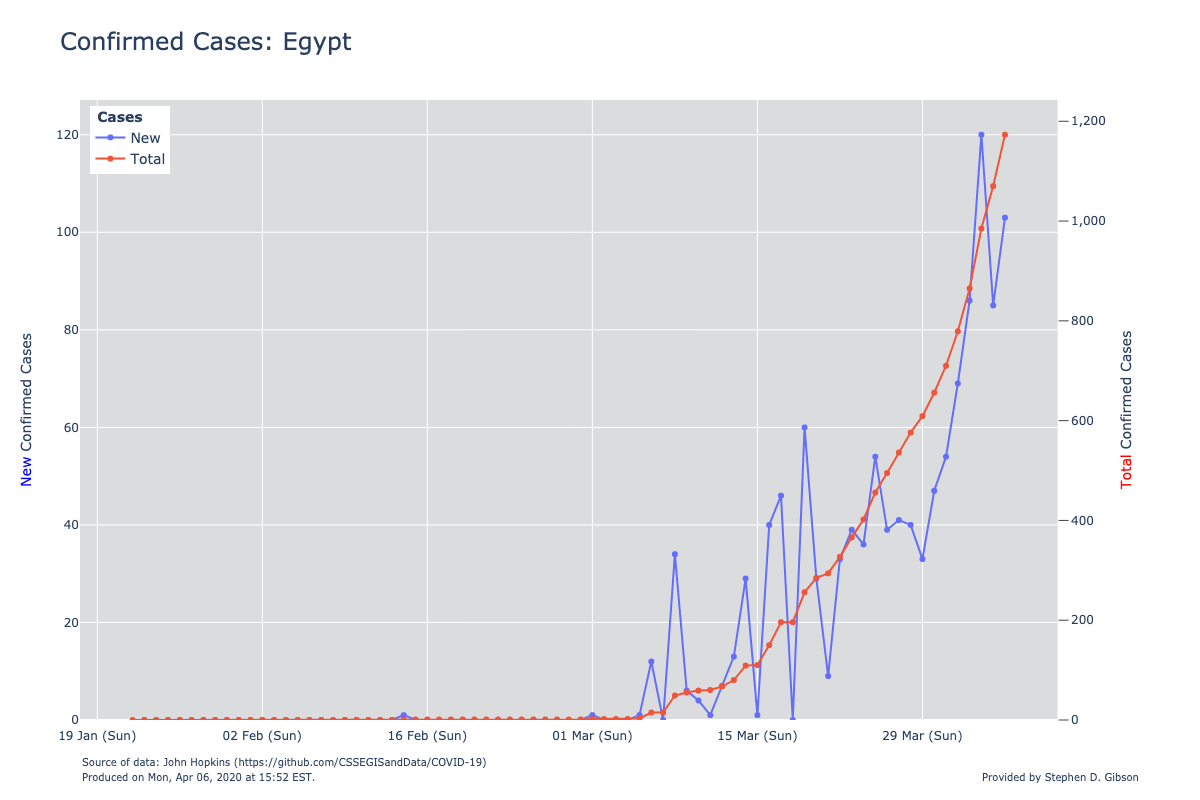 Confirmed Cases: Egypt
Cases
New
Total
120
100
80
60
40
20
0
1,200
1,000
800
600
400
200
0
New Confirmed Cases
Total Confirmed Cases
19 Jan (Sun)
02 Feb (Sun)
16 Feb (Sun)
01 Mar (Sun)
15 Mar (Sun)
29 Mar (Sun)
Source of data: John Hopkins (https://github.com/CSSEGISandData/COVID-19)
Produced on Mon, Apr 06, 2020 at 15:52 EST.
Provided by Stephen D. Gibson